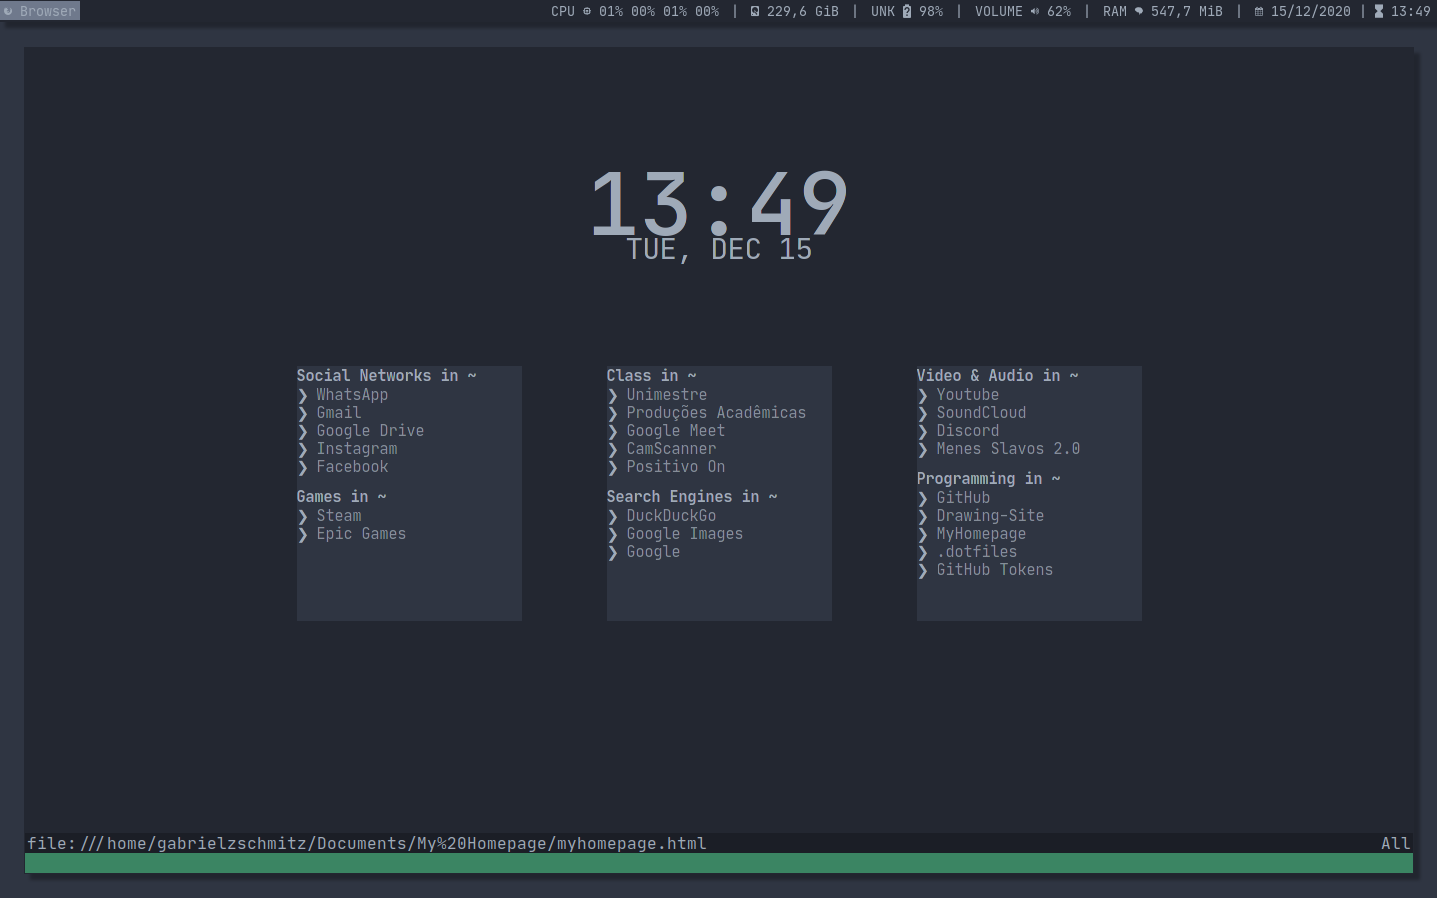 Browser
CPU 01% 00% 01% 00% | 229,6 GiB | UNK 98% | VOLUME 62% | RAM 547,7 MiB | 15/12/2020 | 13:49
13:49
TUE, DEC 15
Social Networks in ~
❯ WhatsApp
❯ Gmail
❯ Google Drive
❯ Instagram
❯ Facebook
Games in ~
❯ Steam
❯ Epic Games
Class in ~
❯ Unimestre
❯ Produções Acadêmicas
❯ Google Meet
❯ CamScanner
❯ Positivo On
Search Engines in ~
❯ DuckDuckGo
❯ Google Images
❯ Google
Video & Audio in ~
❯ Youtube
❯ SoundCloud
❯ Discord
❯ Menes Slavos 2.0
Programming in ~
❯ GitHub
❯ Drawing-Site
❯ MyHomepage
❯ .dotfiles
❯ GitHub Tokens
file:///home/gabrielzschmitz/Documents/My%20Homepage/myhomepage.html All